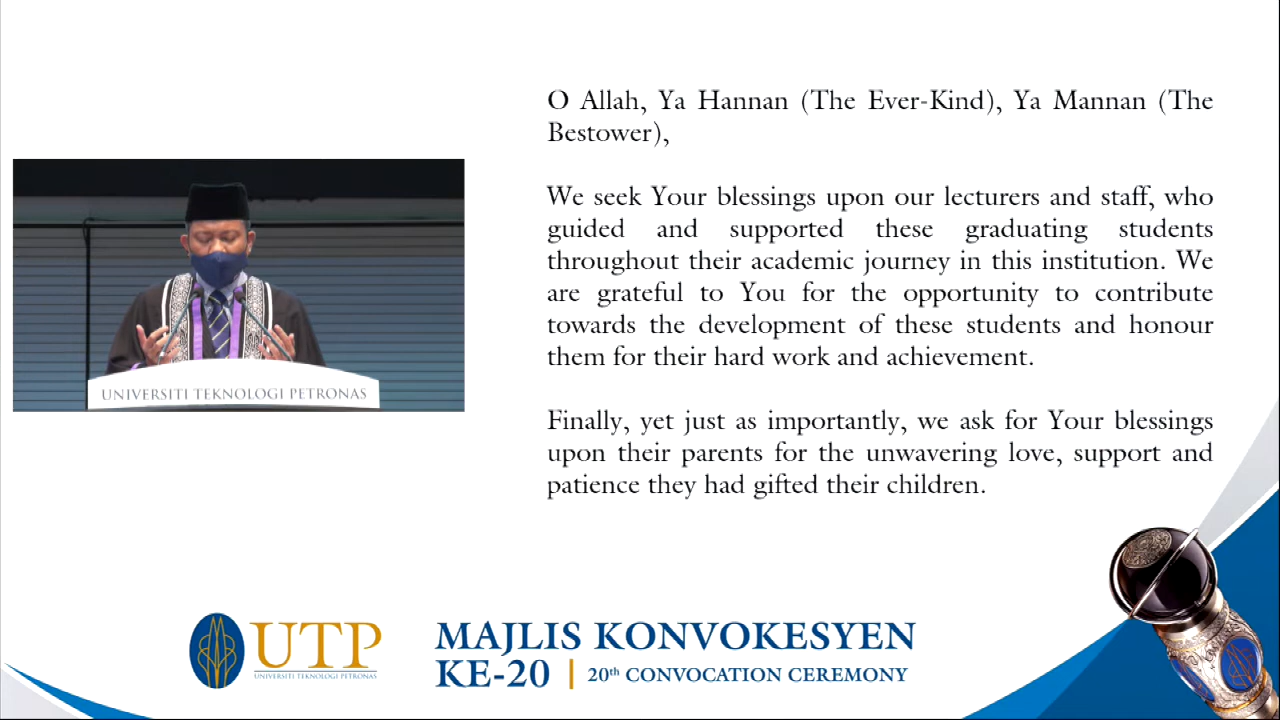 O Allah, Ya Hannan (The Ever-Kind), Ya Mannan (The
Bestower),
We seek Your blessings upon our lecturers and staff, who
guided and supported these graduating students
throughout their academic journey in this institution. We
are grateful to You for the opportunity to contribute
towards the development of these students and honour
them for their hard work and achievement.
Finally, yet just as importantly, we ask for Your blessings
upon their parents for the unwavering love, support and
patience they had gifted their children.
UNIVERSITI TEKNOLOGI PETRONAS
UTP
UNIVERSITI TEKNOLOGI PETRONAS
MAJLIS KONVOKESYEN
KE-20 | 20th CONVOCATION CEREMONY